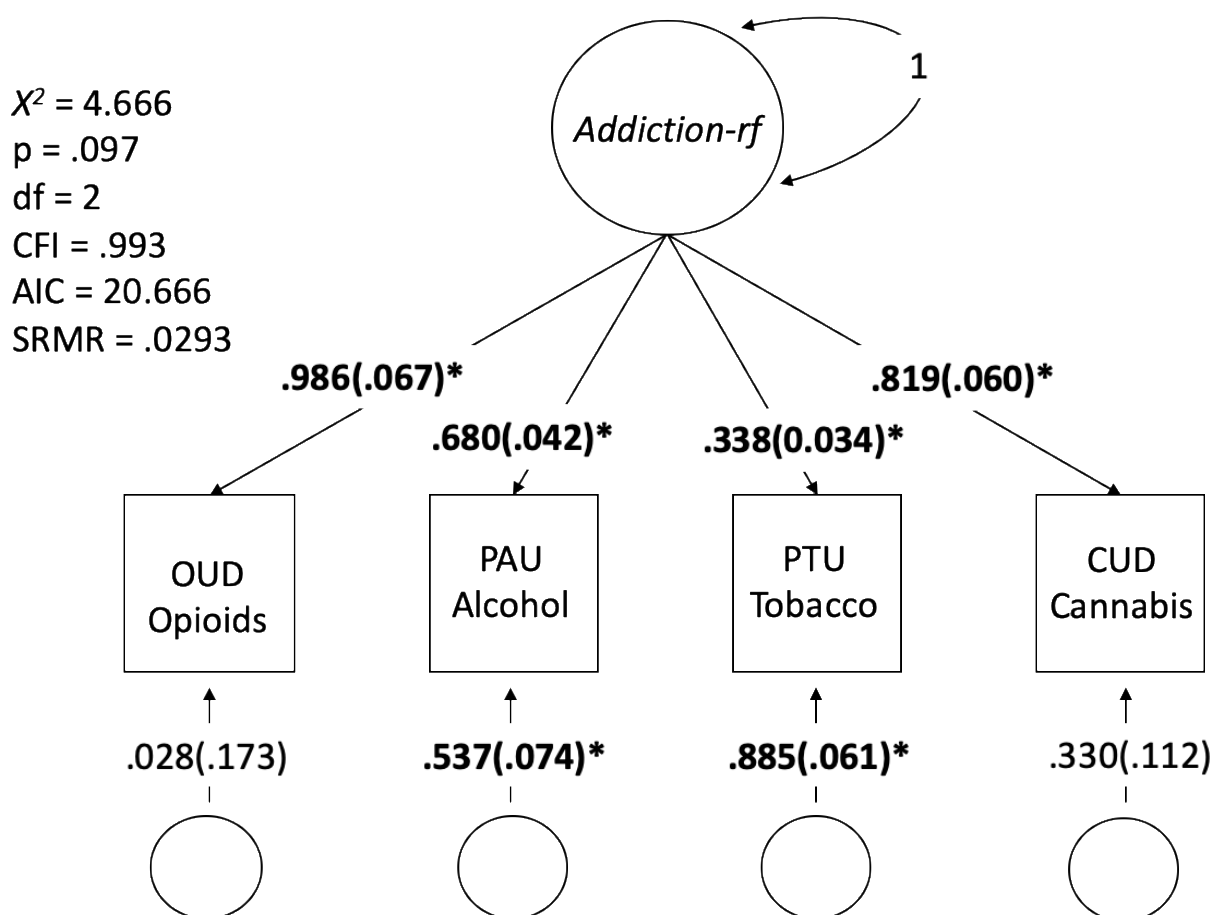 X² = 4.666
p = .097
df = 2
CFI = .993
AIC = 20.666
SRMR = .0293
Addiction-rf
1
.986(.067)*
.680(.042)*
.338(0.034)*
.819(.060)*
OUD
Opioids
PAU
Alcohol
PTU
Tobacco
CUD
Cannabis
.028(.173)
.537(.074)*
.885(.061)*
.330(.112)